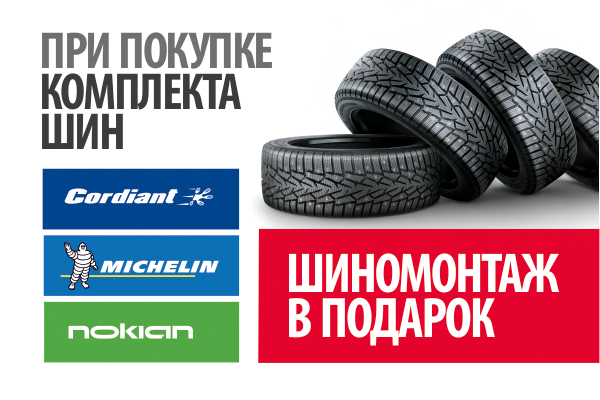 ПРИ ПОКУПКЕ
КОМПЛЕКТА
ШИН
Cordiant
MICHELIN
nokian
ШИНОМОНТАЖ
В ПОДАРОК